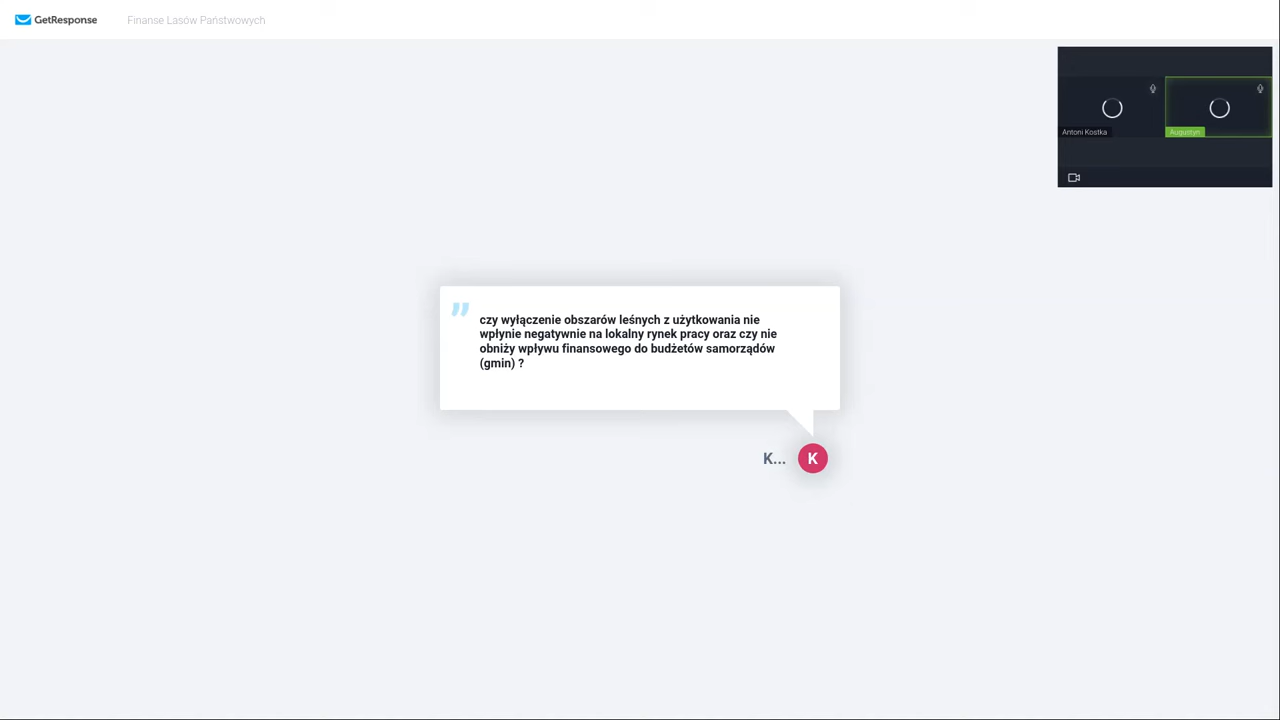 GetResponse
Finanse Lasów Państwowych
Antoni Kostka
Augustyn
czy wyłączenie obszarów leśnych z użytkowania nie
wpłynie negatywnie na lokalny rynek pracy oraz czy nie
obniży wpływu finansowego do budżetów samorządów
(gmin) ?
K...
K